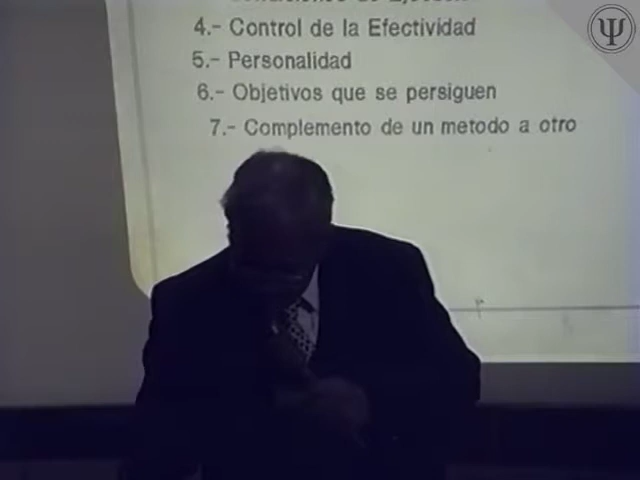 4.- Control de la Efectividad
5.- Personalidad
6.- Objetivos que se persiguen
7.- Complemento de un metodo a otro
Ψ